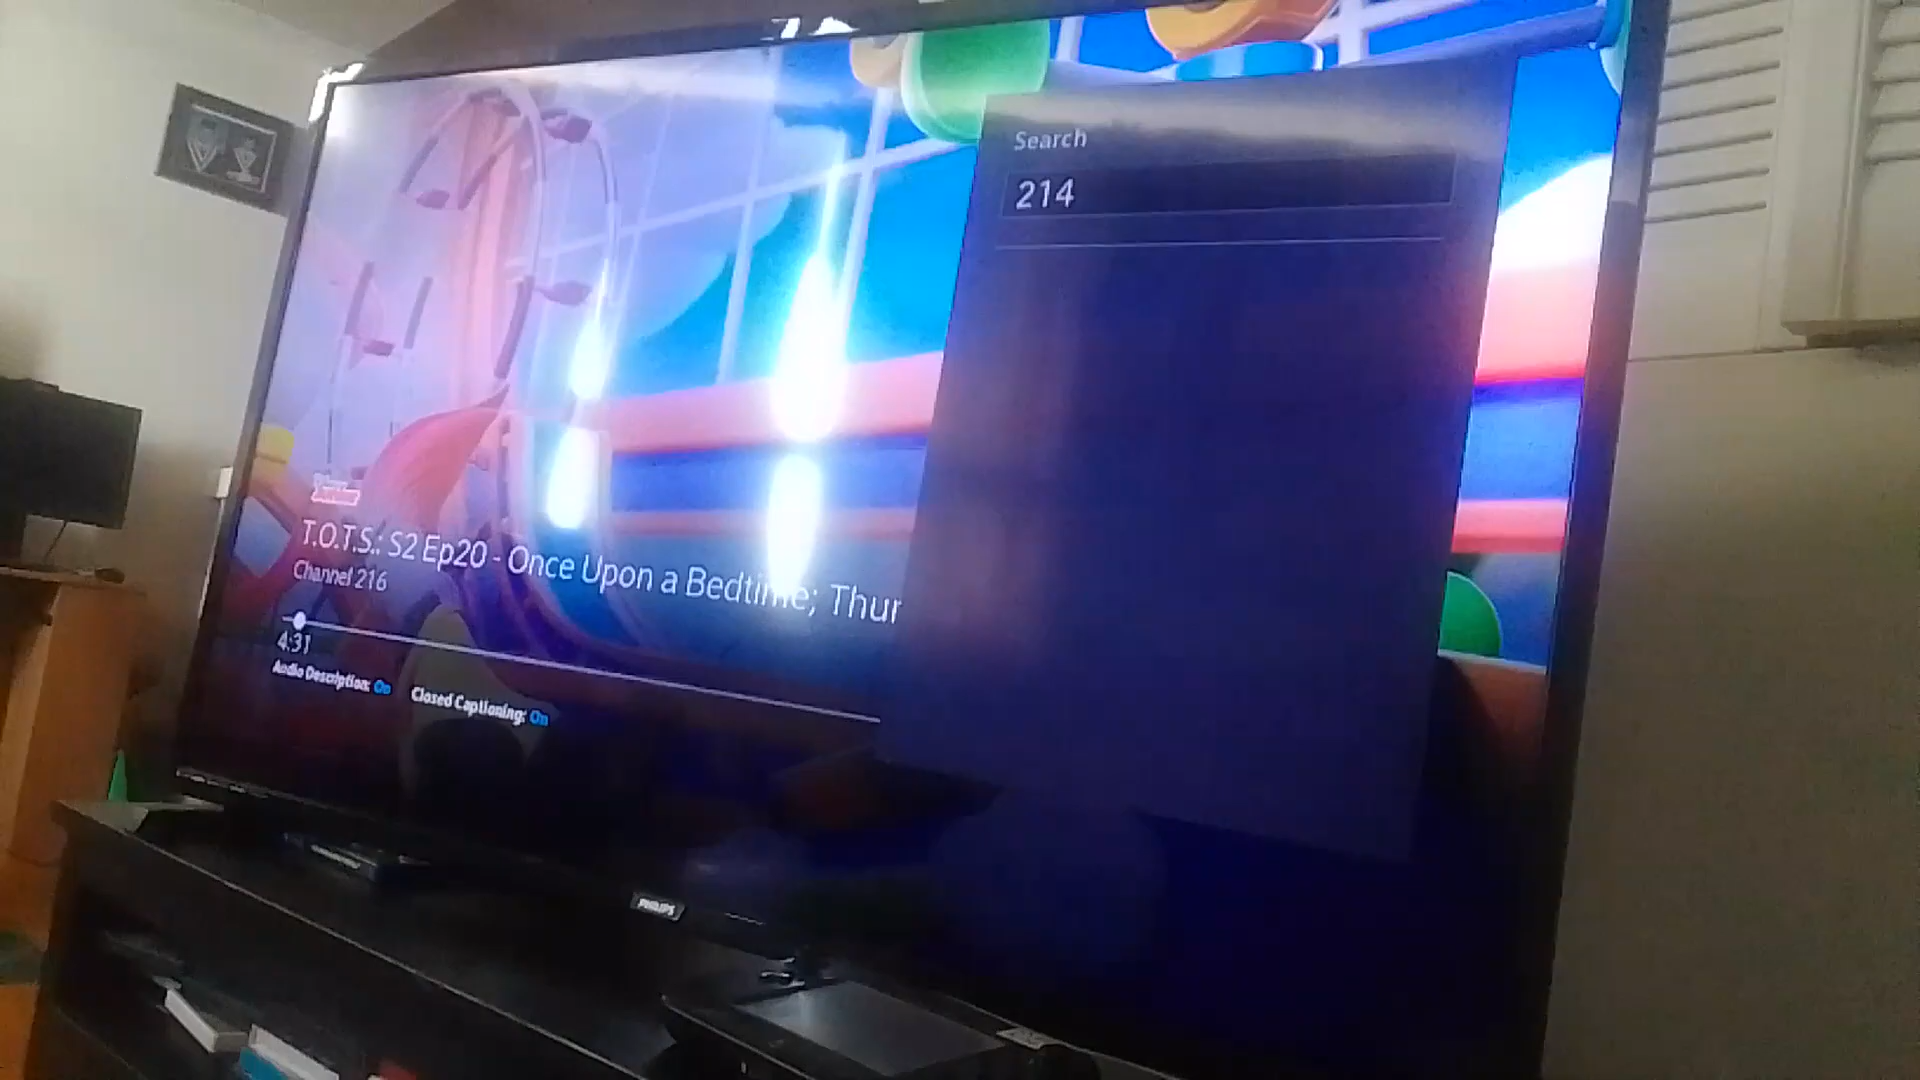 Search
214
T.O.T.S.: S2 Ep20 - Once Upon a Bedtime; Thur
Channel 216
4:31
Audio Description: On Closed Captioning: On
PHILIPS